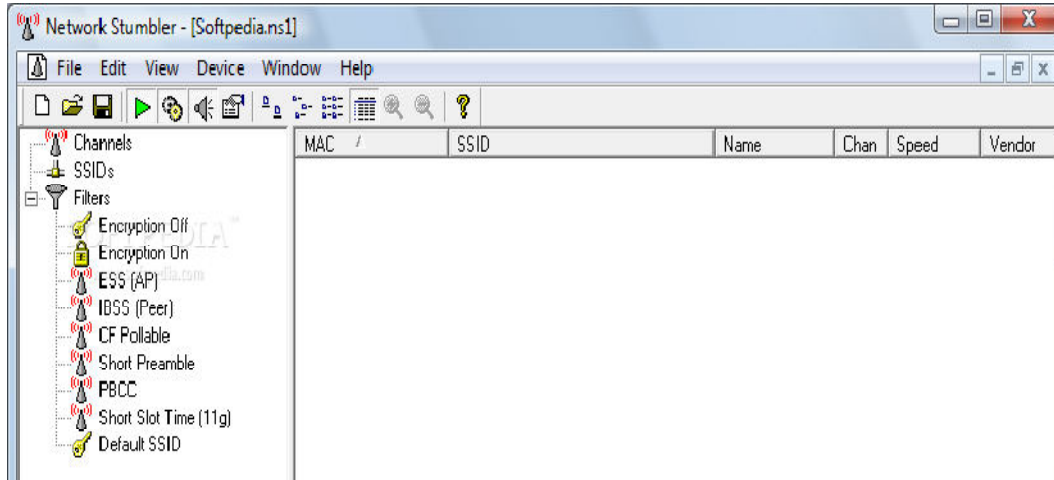 Network Stumbler - [Softpedia.ns1]
File Edit View Device Window Help
MAC SSID Name Chan Speed Vendor
Channels
SSIDs
Filters
Encryption Off
Encryption On
ESS (AP)
IBSS (Peer)
CF Pollable
Short Preamble
PBCC
Short Slot Time (11g)
Default SSID
SOFTPEDIA™